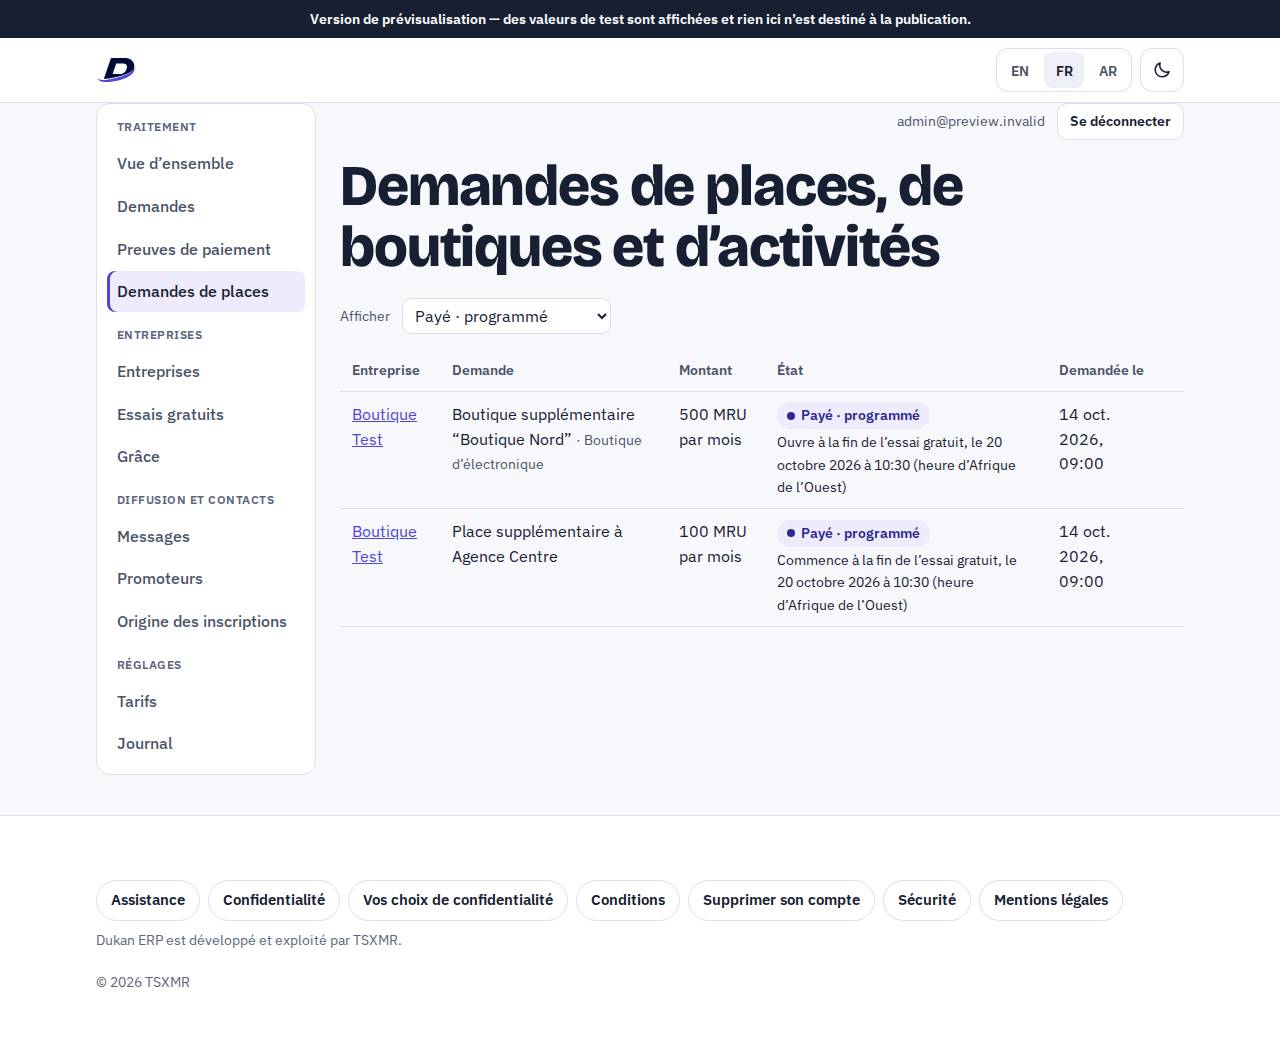 Version de prévisualisation — des valeurs de test sont affichées et rien ici n’est destiné à la publication.
D
EN FR AR
TRAITEMENT
Vue d’ensemble
Demandes
Preuves de paiement
Demandes de places
ENTREPRISES
Entreprises
Essais gratuits
Grâce
DIFFUSION ET CONTACTS
Messages
Promoteurs
Origine des inscriptions
RÉGLAGES
Tarifs
Journal
admin@preview.invalid Se déconnecter
Demandes de places, de
boutiques et d’activités
Afficher Payé · programmé
Entreprise Demande Montant État Demandée le
Boutique
Test
Boutique supplémentaire
“Boutique Nord” · Boutique
d’électronique
500 MRU
par mois
Payé · programmé
Ouvre à la fin de l’essai gratuit, le 20
octobre 2026 à 10:30 (heure d’Afrique
de l’Ouest)
14 oct.
2026,
09:00
Boutique
Test
Place supplémentaire à
Agence Centre
100 MRU
par mois
Payé · programmé
Commence à la fin de l’essai gratuit, le
20 octobre 2026 à 10:30 (heure
d’Afrique de l’Ouest)
14 oct.
2026,
09:00
Assistance Confidentialité Vos choix de confidentialité Conditions Supprimer son compte Sécurité Mentions légales
Dukan ERP est développé et exploité par TSXMR.
© 2026 TSXMR